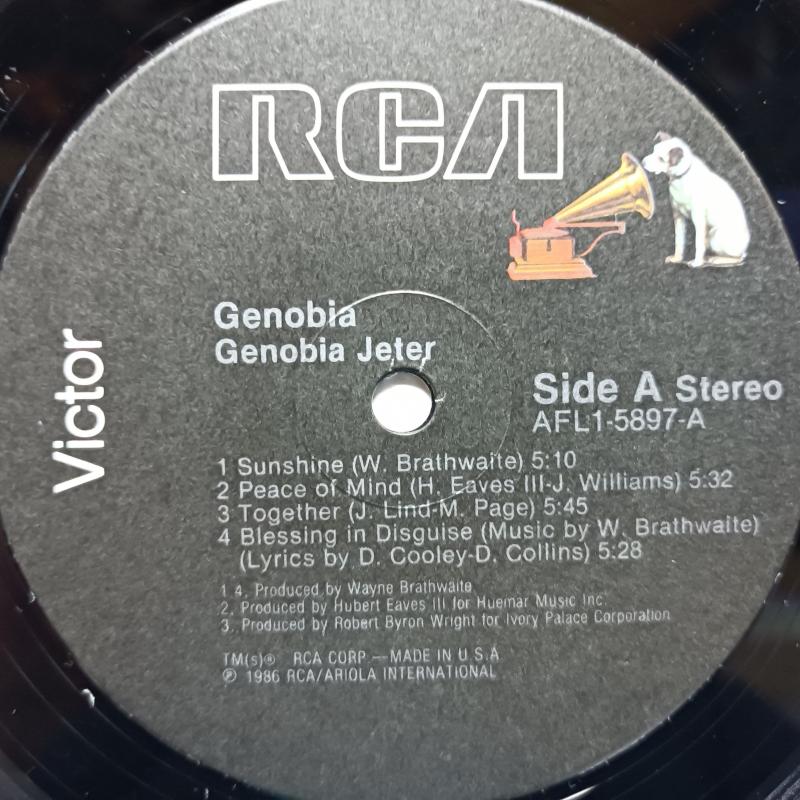 RCA
Victor
Genobia
Genobia Jeter
Side A Stereo
AFL1-5897-A
1 Sunshine (W. Brathwaite) 5:10
2 Peace of Mind (H. Eaves III-J. Williams) 5:32
3 Together (J. Lind-M. Page) 5:45
4 Blessing in Disguise (Music by W. Brathwaite)
(Lyrics by D. Cooley-D. Collins) 5:28
1 4. Produced by Wayne Brathwaite
2. Produced by Hubert Eaves III for Huemar Music Inc.
3. Produced by Robert Byron Wright for Ivory Palace Corporation
TM(s)® RCA CORP —MADE IN U.S.A
℗ 1986 RCA/ARIOLA INTERNATIONAL